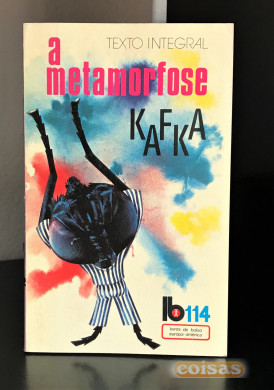 TEXTO INTEGRAL
a
metamorfose
KAFKA
lb 114
livros de bolso
europa-américa
coisas